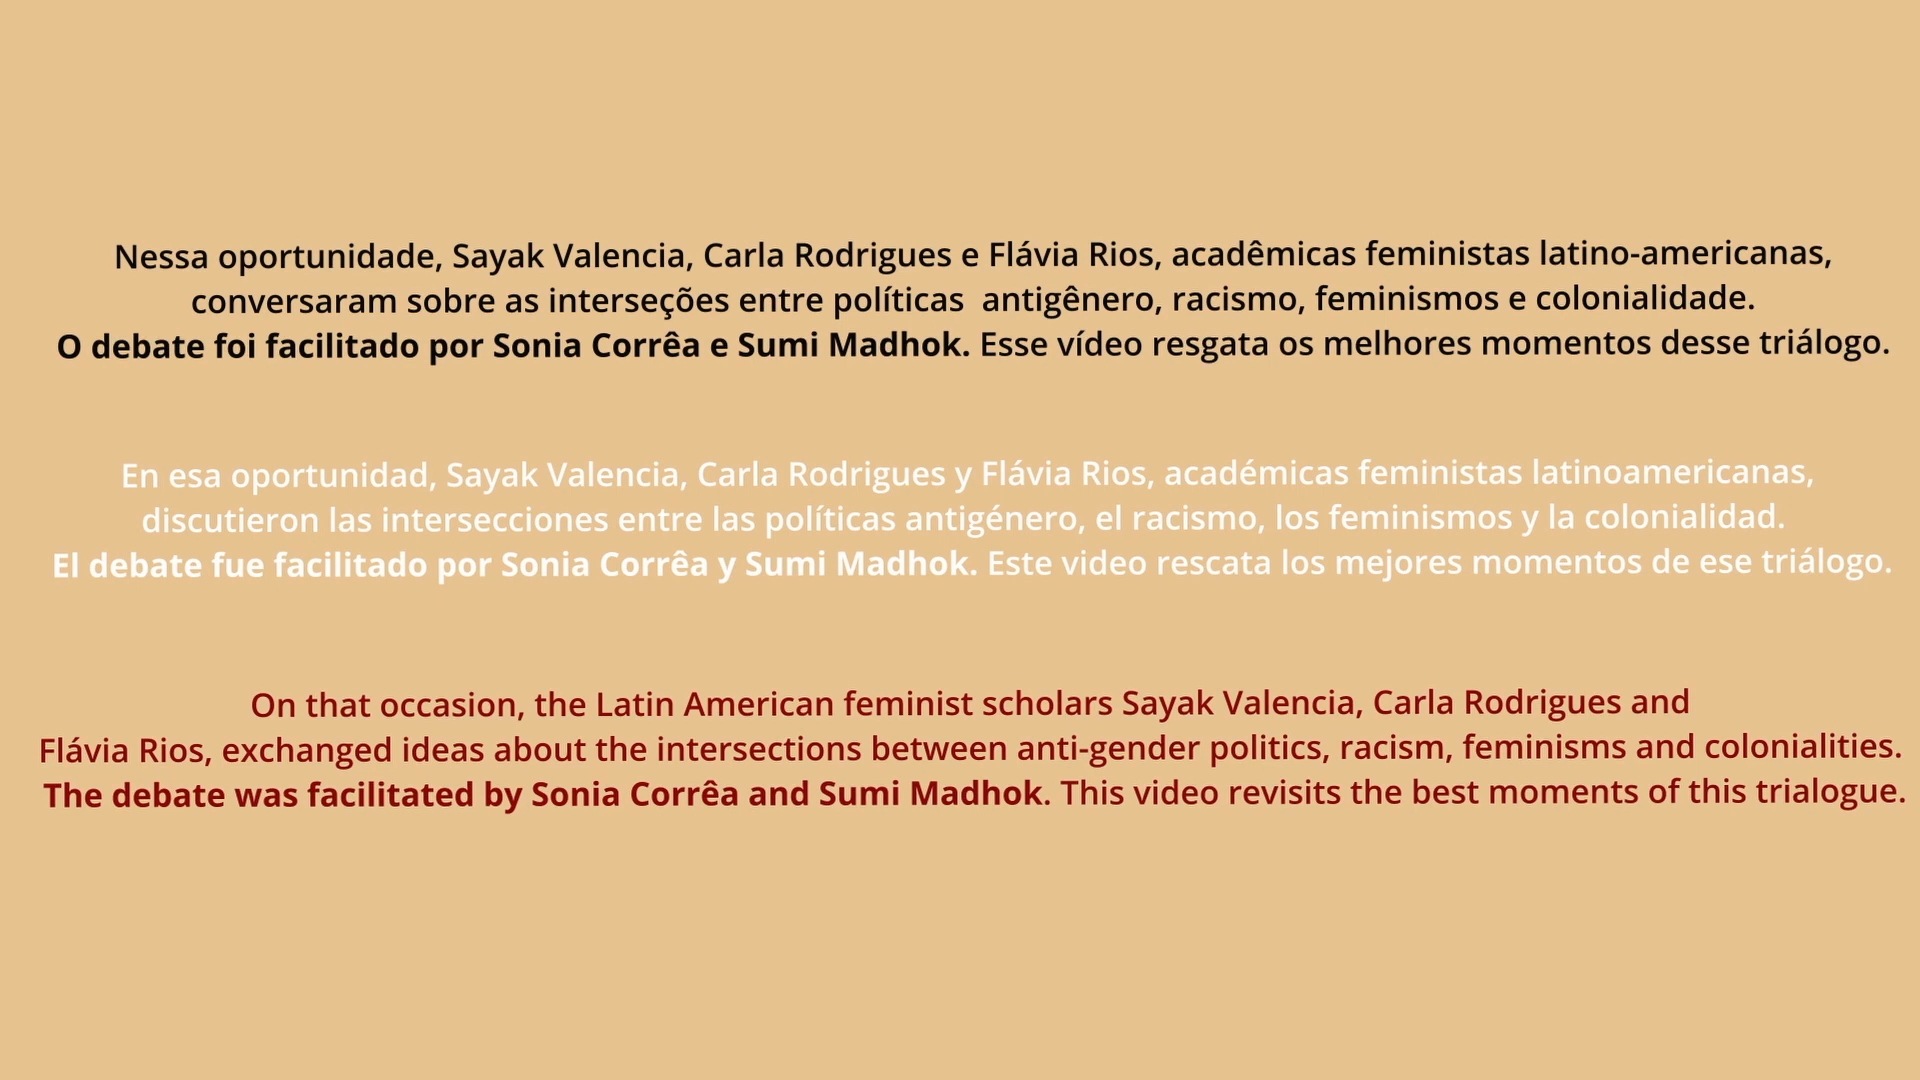 Nessa oportunidade, Sayak Valencia, Carla Rodrigues e Flávia Rios, acadêmicas feministas latino-americanas,
conversaram sobre as interseções entre políticas  antigênero, racismo, feminismos e colonialidade.
O debate foi facilitado por Sonia Corrêa e Sumi Madhok. Esse vídeo resgata os melhores momentos desse triálogo.
En esa oportunidad, Sayak Valencia, Carla Rodrigues y Flávia Rios, académicas feministas latinoamericanas,
discutieron las intersecciones entre las políticas antigénero, el racismo, los feminismos y la colonialidad.
El debate fue facilitado por Sonia Corrêa y Sumi Madhok. Este video rescata los mejores momentos de ese triálogo.
On that occasion, the Latin American feminist scholars Sayak Valencia, Carla Rodrigues and
Flávia Rios, exchanged ideas about the intersections between anti-gender politics, racism, feminisms and colonialities.
The debate was facilitated by Sonia Corrêa and Sumi Madhok. This video revisits the best moments of this trialogue.